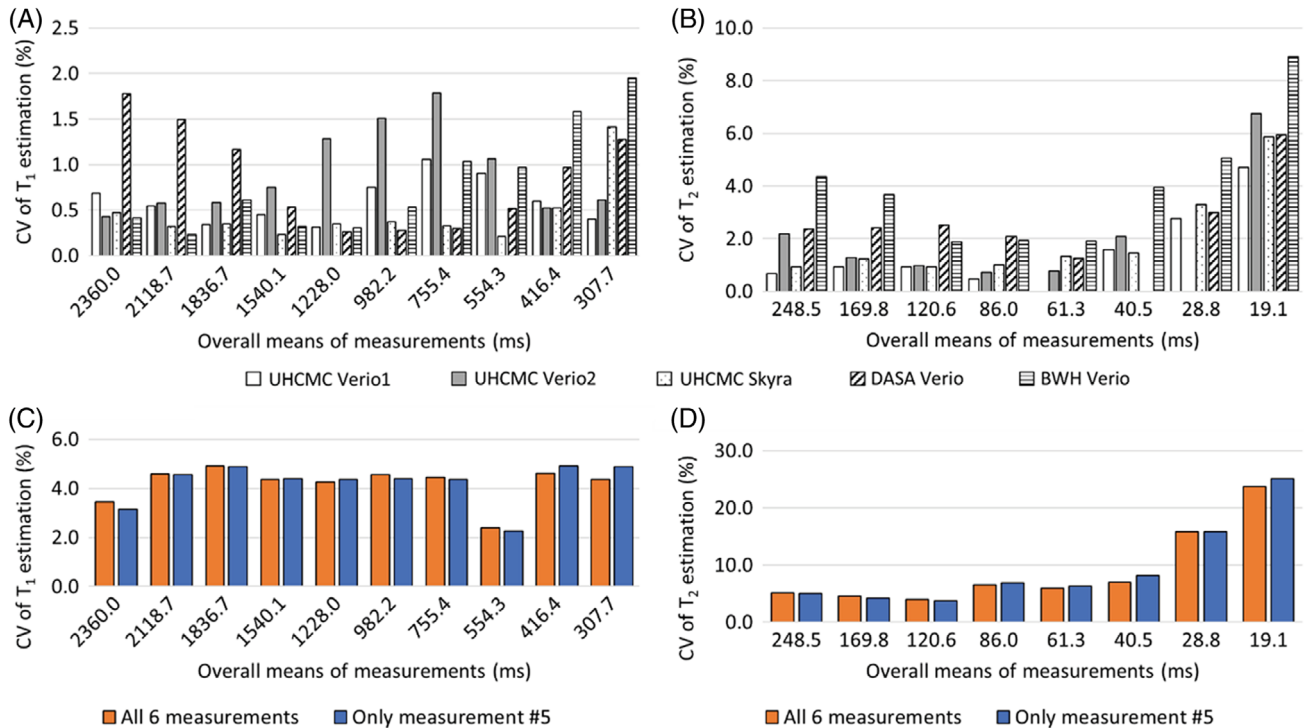 (A)
CV of T₁ estimation (%)
2.5
2.0
1.5
1.0
0.5
0.0
2360.0 2118.7 1836.7 1540.1 1228.0 982.2 755.4 554.3 416.4 307.7
Overall means of measurements (ms)
(B)
CV of T₂ estimation (%)
10.0
8.0
6.0
4.0
2.0
0.0
248.5 169.8 120.6 86.0 61.3 40.5 28.8 19.1
Overall means of measurements (ms)
UHCMC Verio1 UHCMC Verio2 UHCMC Skyra DASA Verio BWH Verio
(C)
CV of T₁ estimation (%)
6.0
4.0
2.0
0.0
2360.0 2118.7 1836.7 1540.1 1228.0 982.2 755.4 554.3 416.4 307.7
Overall means of measurements (ms)
All 6 measurements Only measurement #5
(D)
CV of T₂ estimation (%)
30.0
20.0
10.0
0.0
248.5 169.8 120.6 86.0 61.3 40.5 28.8 19.1
Overall means of measurements (ms)
All 6 measurements Only measurement #5